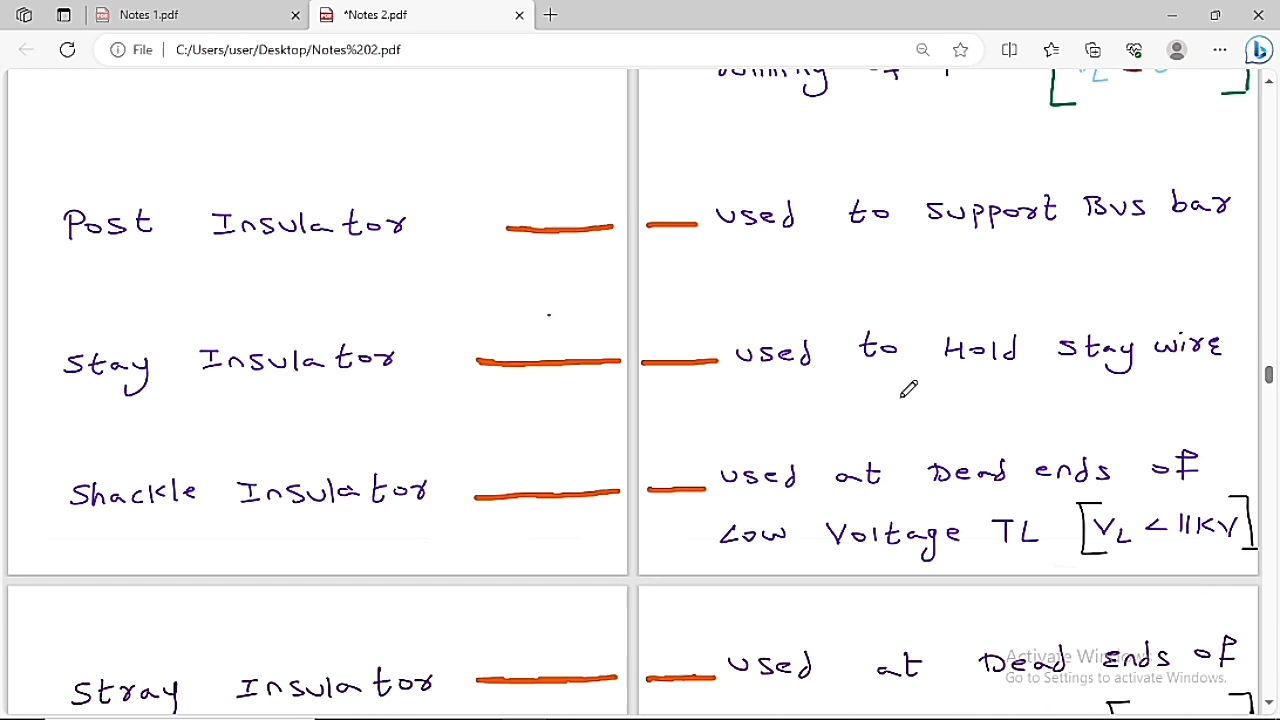 Notes 1.pdf
*Notes 2.pdf
File
C:/Users/user/Desktop/Notes%202.pdf
of
Post Insulator
used to support Bus bar
Stay Insulator
used to Hold stay wire
Shackle Insulator
used at Dead ends of
Low Voltage TL [VL < 11KV]
Stray Insulator
used at Dead ends of
Activate Windows
Go to Settings to activate Windows.